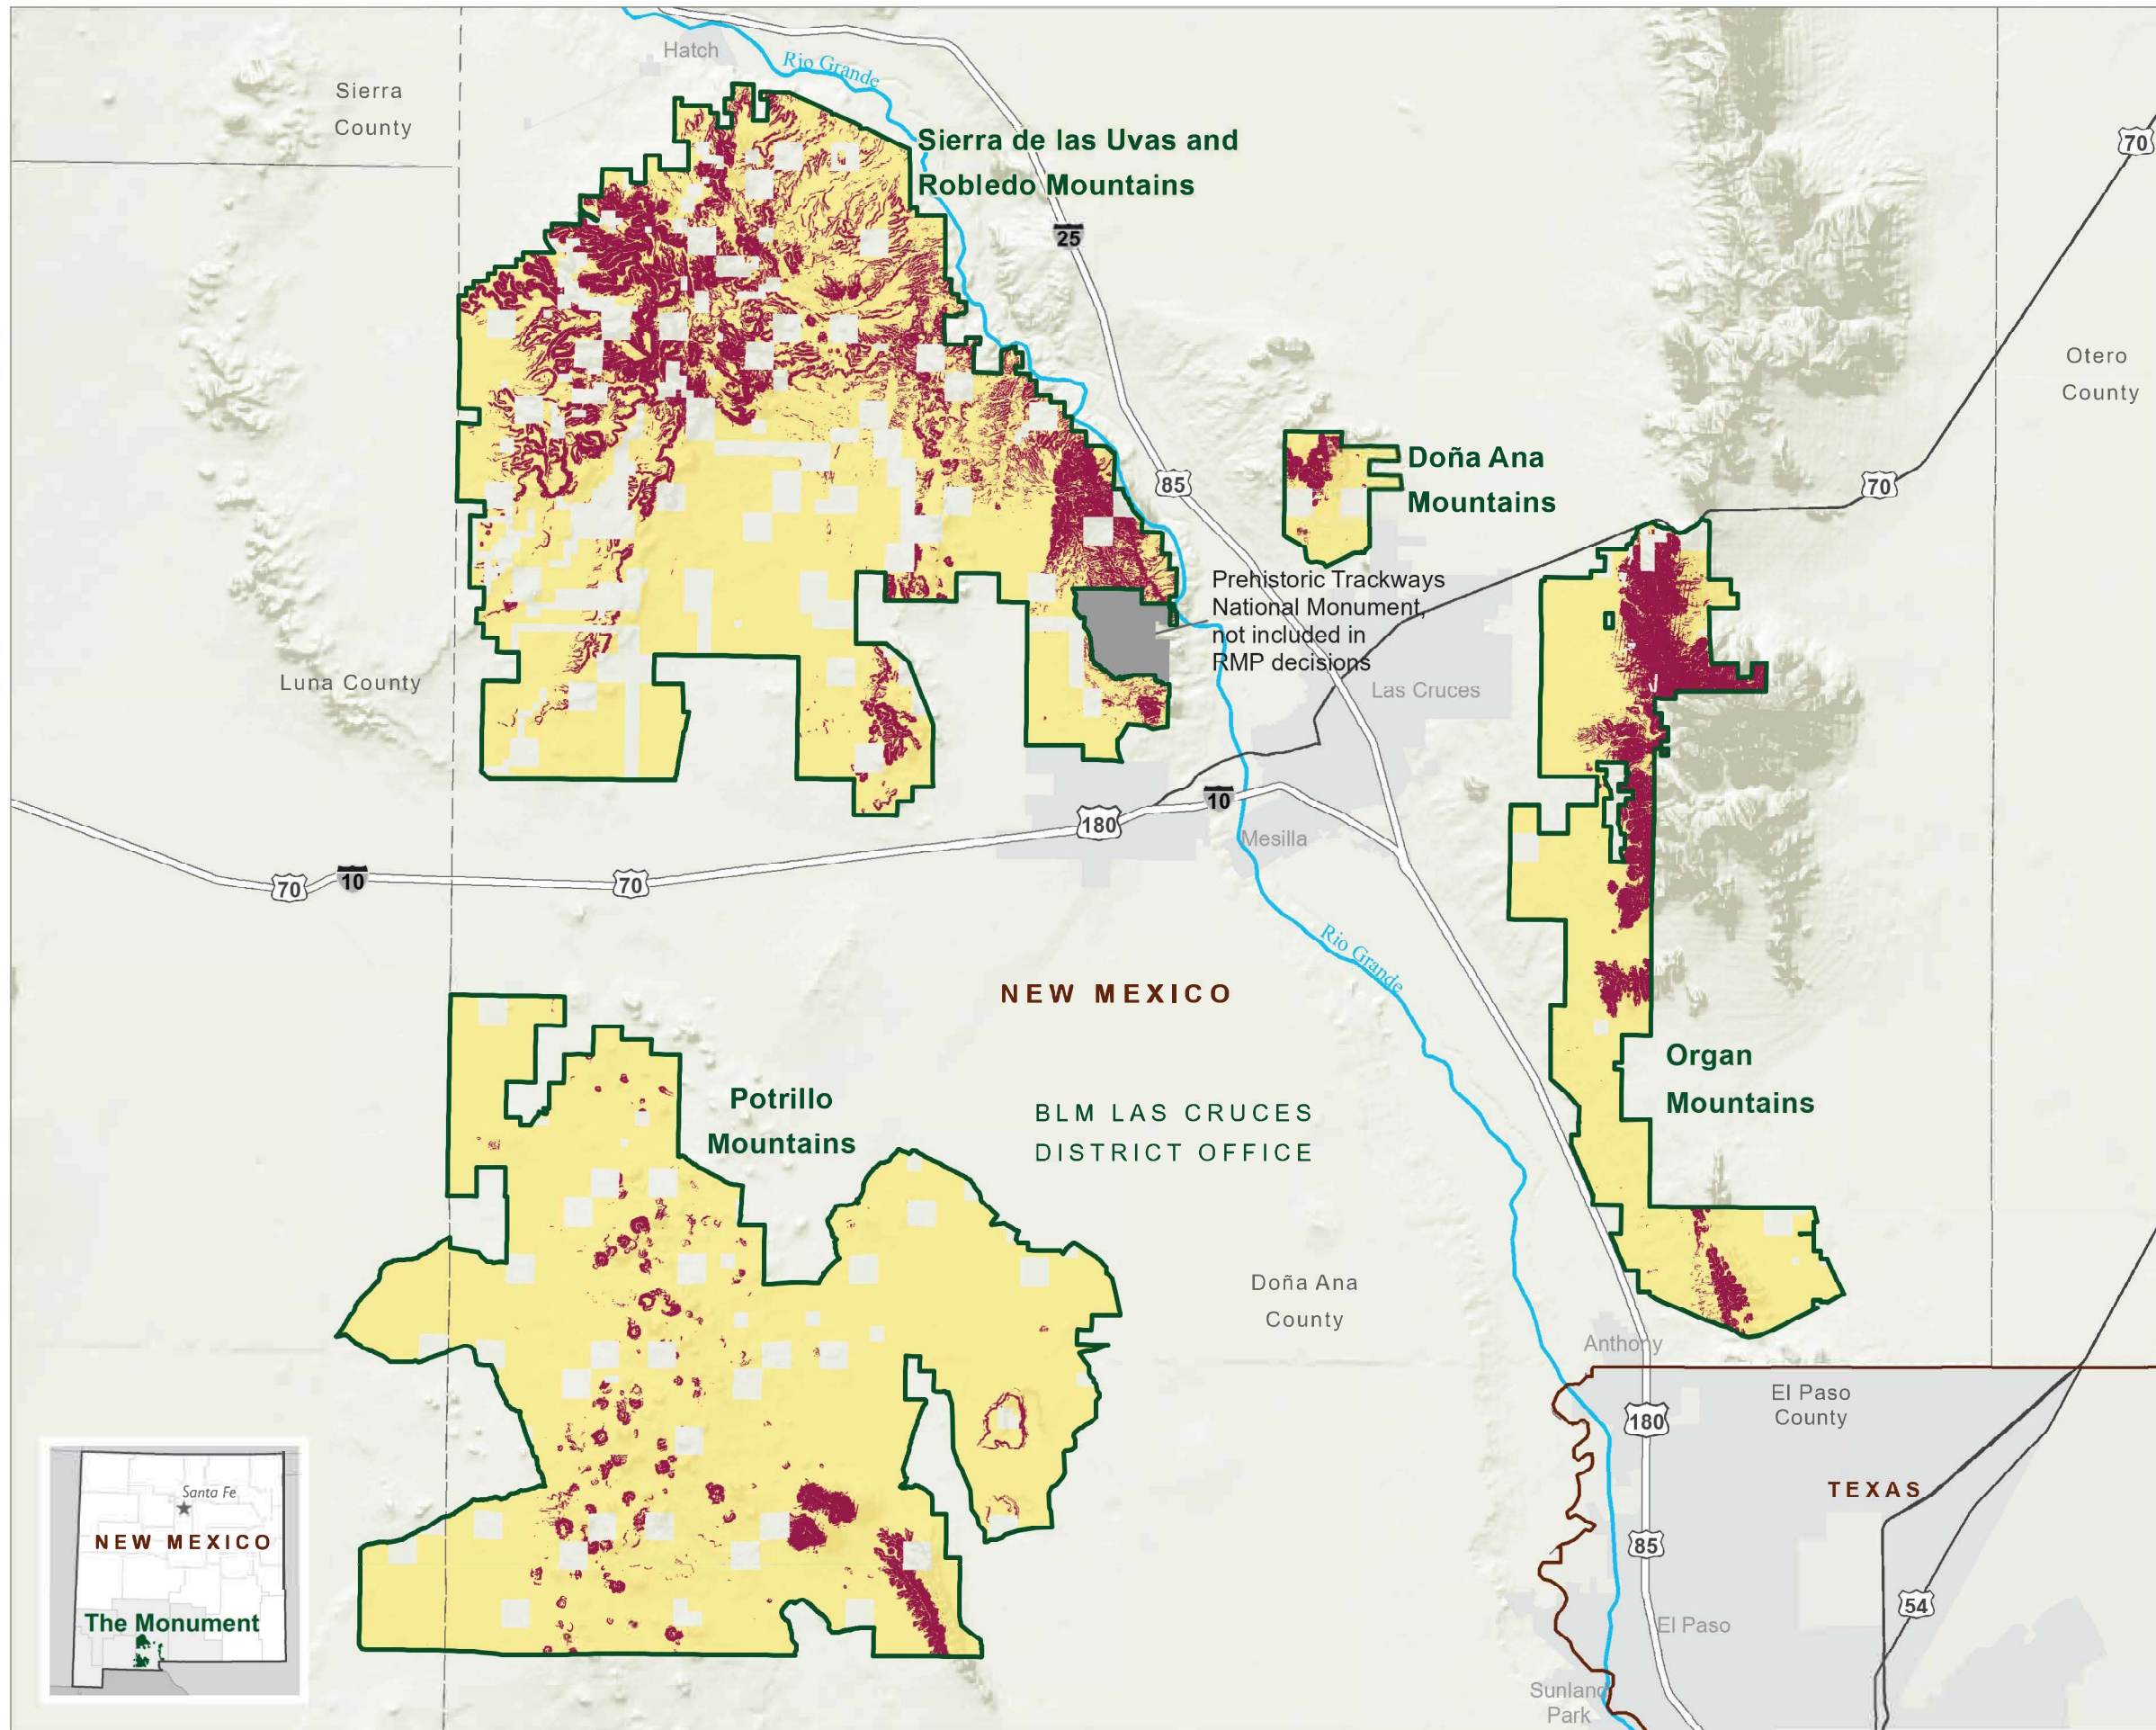 Hatch
Rio Grande
Sierra
County
Sierra de las Uvas and
Robledo Mountains
70
25
Otero
County
Doña Ana
Mountains
85
70
Prehistoric Trackways
National Monument,
not included in
RMP decisions
Luna County
Las Cruces
10
180
Mesilla
70
10
70
Rio Grande
NEW MEXICO
Organ
Mountains
Potrillo
Mountains
BLM LAS CRUCES
DISTRICT OFFICE
Doña Ana
County
Anthony
El Paso
County
180
TEXAS
Santa Fe
NEW MEXICO
85
54
The Monument
El Paso
Sunland
Park